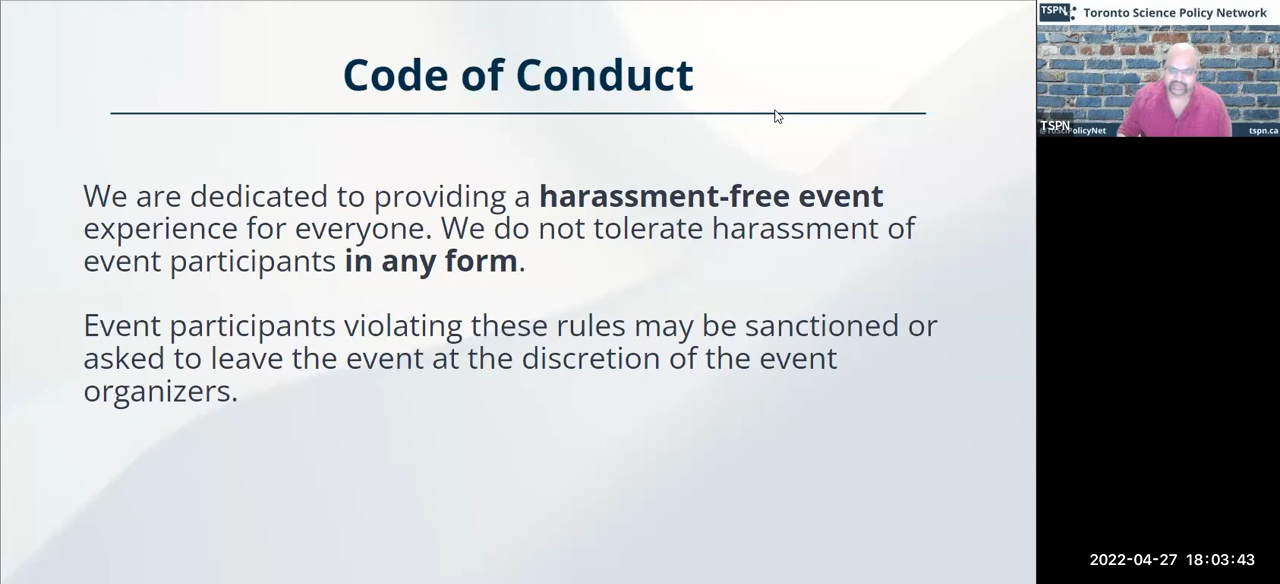 Code of Conduct
We are dedicated to providing a harassment-free event
experience for everyone. We do not tolerate harassment of
event participants in any form.
Event participants violating these rules may be sanctioned or
asked to leave the event at the discretion of the event
organizers.
TSPN
Toronto Science Policy Network
TSPN
tspn.ca
2022-04-27 18:03:43